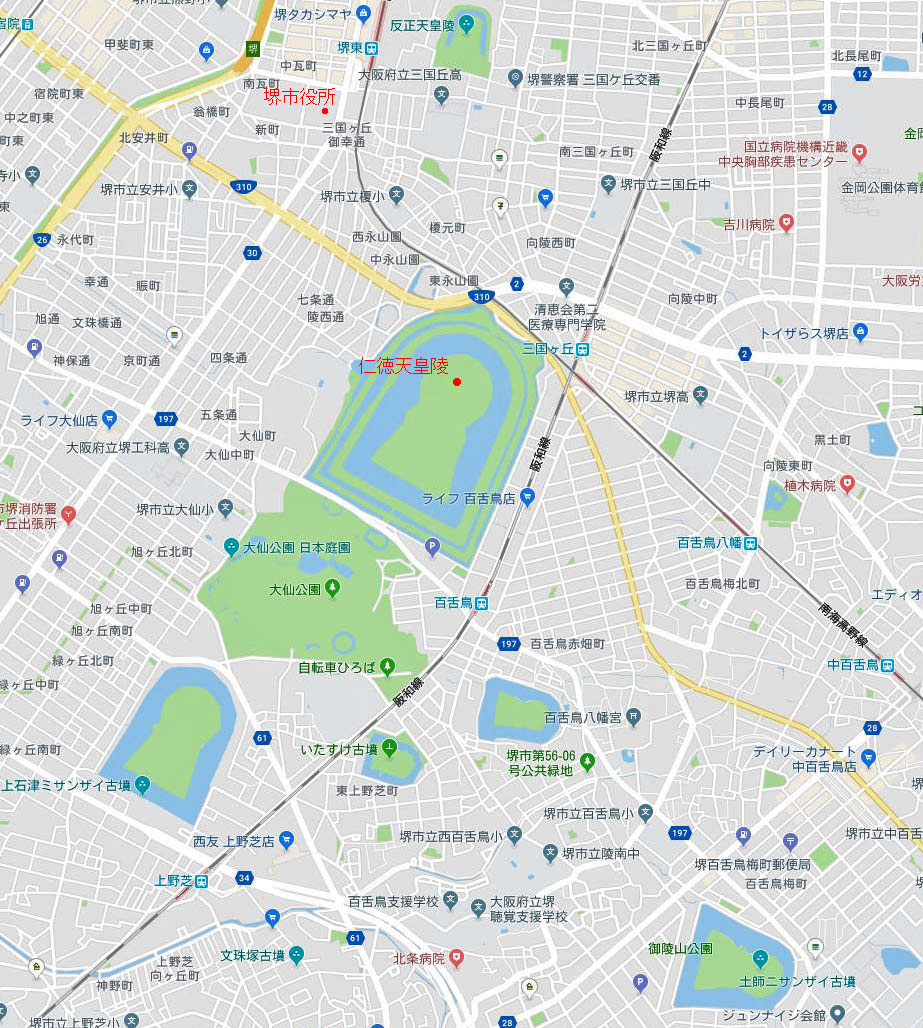 堺市立熊野小
宿院
堺タカシマヤ
反正天皇陵
甲斐町東
堺
堺東
北三国ヶ丘町
北長尾町
12
中瓦町
大阪府立三国丘高
堺警察署 三国ケ丘交番
南瓦町
宿院町東
堺市役所
中長尾町
28
中之町東
翁橋町
新町
三国ヶ丘
御幸通
阪和線
北安井町
南三国ヶ丘町
国立病院機構近畿
中央胸部疾患センター
堺市立安井小
310
堺市立榎小
堺市立三国丘中
金岡公園体育館
榎元町
吉川病院
26
永代町
30
西永山園
向陵西町
中永山園
幸通
賑町
東永山園
2
大阪労
七条通
310
向陵中町
旭通
文珠橋通
陵西通
清恵会第二
医療専門学院
トイザらス堺店
神保通
京町通
四条通
三国ケ丘
2
仁徳天皇陵
堺市立堺高
五条通
ライフ大仙店
197
大仙町
黒土町
大阪府立堺工科高
大仙中町
阪和線
向陵東町
植木病院
ライフ 百舌鳥店
堺市立大仙小
市堺消防署
ヶ丘出張所
旭ヶ丘北町
大仙公園 日本庭園
P
百舌鳥八幡
大仙公園
百舌鳥梅北町
エディオ
旭ヶ丘中町
百舌鳥
南海高野線
旭ヶ丘南町
197
百舌鳥赤畑町
緑ヶ丘北町
自転車ひろば
中百舌鳥
緑ヶ丘中町
阪和線
百舌鳥八幡宮
28
61
緑ヶ丘南町
いたすけ古墳
堺市第56-06
号公共緑地
デイリーカナート
中百舌鳥店
上石津ミサンザイ古墳
東上野芝町
堺市立百舌鳥小
西友 上野芝店
堺市立西百舌鳥小
197
堺市立中百
堺市立陵南中
堺百舌鳥梅町郵便局
上野芝
34
百舌鳥梅町
百舌鳥支援学校
大阪府立堺
聴覚支援学校
61
御陵山公園
文珠塚古墳
北条病院
上野芝
向ヶ丘町
土師ニサンザイ古墳
神野町
P
堺市立上野芝小
28
ジュンナイジ会館